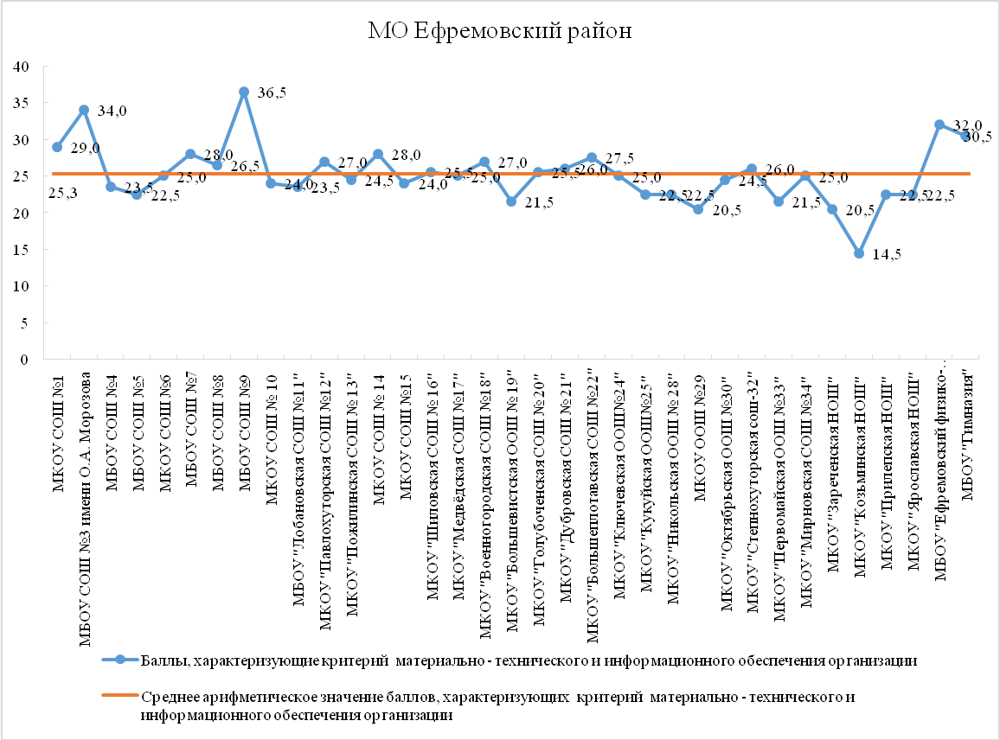 МО Ефремовский район
40
35
30
25
20
15
10
5
0
29,0
34,0
23,5
22,5
25,0
28,0
26,5
36,5
24,0
23,5
27,0
24,5
28,0
24,0
25,5
25,0
27,0
21,5
25,5
26,0
27,5
25,0
22,5
22,5
20,5
24,5
26,0
21,5
25,0
20,5
14,5
22,5
22,5
32,0
30,5
25,3
МКОУ СОШ №1
МБОУ СОШ №3 имени О.А. Морозова
МБОУ СОШ №4
МБОУ СОШ №5
МКОУ СОШ №6
МБОУ СОШ №7
МБОУ СОШ №8
МБОУ СОШ №9
МКОУ СОШ № 10
МБОУ "Лобановская СОШ №11"
МКОУ "Павлохуторская СОШ №12"
МКОУ "Пожилинская СОШ № 13"
МКОУ СОШ № 14
МКОУ СОШ №15
МКОУ "Шиловская СОШ № 16"
МКОУ "Медвёдская СОШ №17"
МКОУ "Военногородская СОШ №18"
МКОУ "Большевистская ООШ № 19"
МКОУ "Голубоченская СОШ №20"
МКОУ "Дубровская СОШ № 21"
МКОУ "Большеплотавская СОШ №22"
МКОУ "Ключевская ООШ№24"
МКОУ "Кукуйская ООШ№25"
МКОУ "Никольская ООШ № 28"
МКОУ ООШ №29
МКОУ "Октябрьская ООШ №30"
МКОУ "Степнохуторская сош-32"
МКОУ "Первомайская ООШ №33"
МКОУ "Мирновская СОШ №34"
МКОУ "Зареченская НОШ"
МКОУ "Козьминская НОШ"
МКОУ "Прилепская НОШ"
МКОУ "Ярославская НОШ"
МБОУ "Ефремовский физико-…
МБОУ "Гимназия"
Баллы, характеризующие критерий материально - технического и информационного обеспечения организации
Среднее арифметическое значение баллов, характеризующих критерий материально - технического и
информационного обеспечения организации